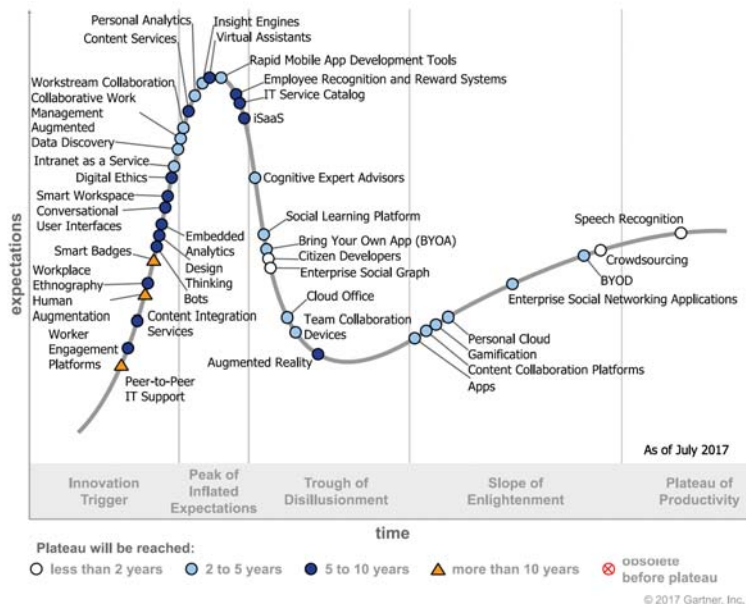 Personal Analytics
Content Services
Insight Engines
Virtual Assistants
Rapid Mobile App Development Tools
Employee Recognition and Reward Systems
IT Service Catalog
iSaaS
Workstream Collaboration
Collaborative Work
Management
Augmented
Data Discovery
Intranet as a Service
Digital Ethics
Smart Workspace
Conversational
User Interfaces
Smart Badges
Workplace
Ethnography
Human
Augmentation
Worker
Engagement
Platforms
Embedded
Analytics
Design
Thinking
Bots
Content Integration
Services
Peer-to-Peer
IT Support
Cognitive Expert Advisors
Social Learning Platform
Bring Your Own App (BYOA)
Citizen Developers
Enterprise Social Graph
Cloud Office
Team Collaboration
Devices
Augmented Reality
Speech Recognition
Crowdsourcing
BYOD
Enterprise Social Networking Applications
Personal Cloud
Gamification
Content Collaboration Platforms
Apps
expectations
As of July 2017
Innovation
Trigger
Peak of
Inflated
Expectations
Trough of
Disillusionment
Slope of
Enlightenment
Plateau of
Productivity
time
Plateau will be reached:
less than 2 years
2 to 5 years
5 to 10 years
more than 10 years
obsolete
before plateau
© 2017 Gartner, Inc.